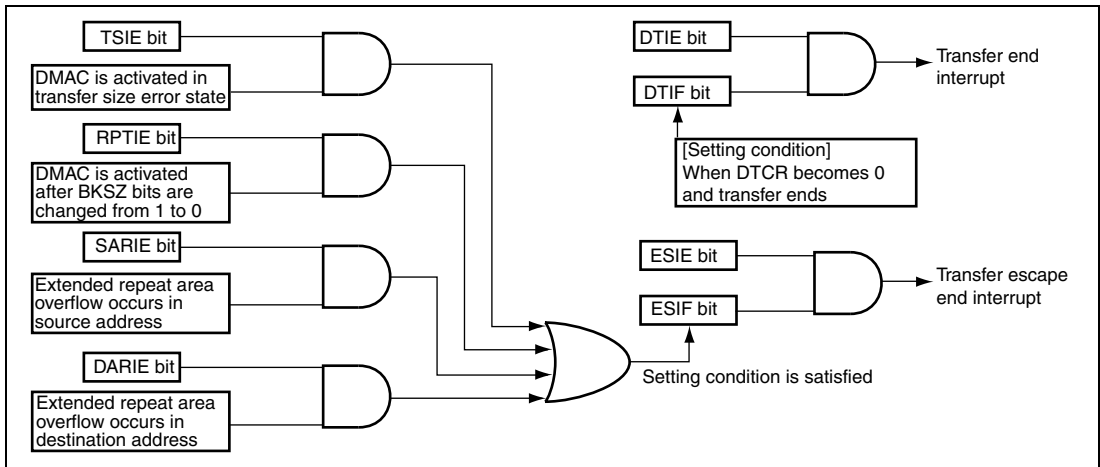 TSIE bit
DMAC is activated in
transfer size error state
RPTIE bit
DMAC is activated
after BKSZ bits are
changed from 1 to 0
SARIE bit
Extended repeat area
overflow occurs in
source address
DARIE bit
Extended repeat area
overflow occurs in
destination address
DTIE bit
DTIF bit
Transfer end
interrupt
[Setting condition]
When DTCR becomes 0
and transfer ends
ESIE bit
ESIF bit
Transfer escape
end interrupt
Setting condition is satisfied